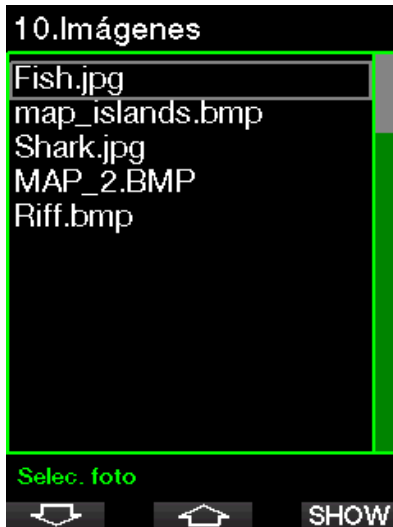 10.Imágenes
Fish.jpg
map_islands.bmp
Shark.jpg
MAP_2.BMP
Riff.bmp
Selec. foto
SHOW